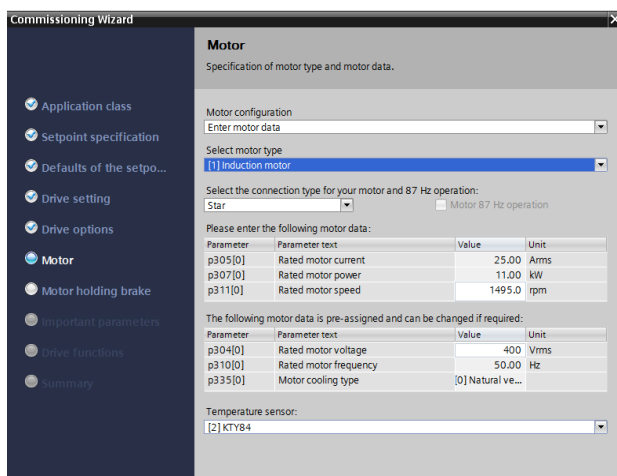 Commissioning Wizard
Motor
Specification of motor type and motor data.
Application class
Setpoint specification
Defaults of the setpo...
Drive setting
Drive options
Motor
Motor holding brake
Important parameters
Drive functions
Summary
Motor configuration
Enter motor data
Select motor type
[1] Induction motor
Select the connection type for your motor and 87 Hz operation:
Star Motor 87 Hz operation
Please enter the following motor data:
Parameter Parameter text Value Unit
p305[0] Rated motor current 25.00 Arms
p307[0] Rated motor power 11.00 kW
p311[0] Rated motor speed 1495.0 rpm
The following motor data is pre-assigned and can be changed if required:
Parameter Parameter text Value Unit
p304[0] Rated motor voltage 400 Vrms
p310[0] Rated motor frequency 50.00 Hz
p335[0] Motor cooling type [0] Natural ve...
Temperature sensor:
[2] KTY84